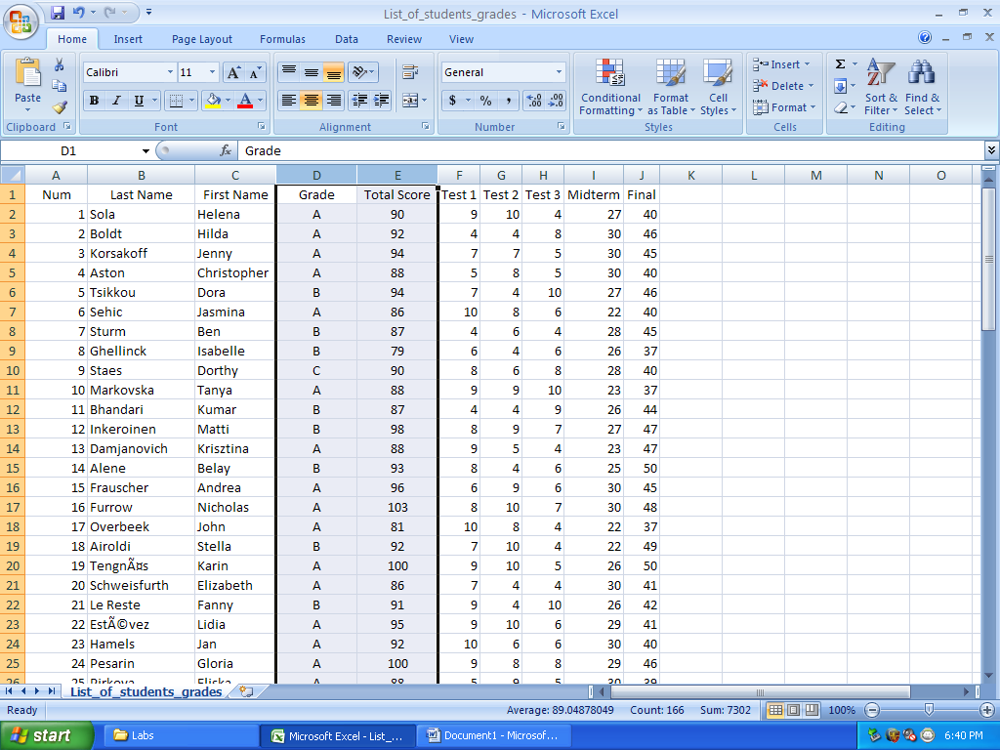 List_of_students_grades - Microsoft Excel
Home Insert Page Layout Formulas Data Review View
Paste Calibri 11 A A General Conditional Formatting Format as Table Cell Styles Insert Delete Format Σ Sort & Filter Find & Select
B I U A $ % , .00 .00
Clipboard Font Alignment Number Styles Cells Editing
D1 fx Grade
A B C D E F G H I J K L M N O
1 Num Last Name First Name Grade Total Score Test 1 Test 2 Test 3 Midterm Final
2 1 Sola Helena A 90 9 10 4 27 40
3 2 Boldt Hilda A 92 4 4 8 30 46
4 3 Korsakoff Jenny A 94 7 7 5 30 45
5 4 Aston Christopher A 88 5 8 5 30 40
6 5 Tsikkou Dora B 94 7 4 10 27 46
7 6 Sehic Jasmina A 86 10 8 6 22 40
8 7 Sturm Ben B 87 4 6 4 28 45
9 8 Ghellinck Isabelle B 79 6 4 6 26 37
10 9 Staes Dorthy C 90 8 6 8 28 40
11 10 Markovska Tanya A 88 9 9 10 23 37
12 11 Bhandari Kumar B 87 4 4 9 26 44
13 12 Inkeroinen Matti B 98 8 9 7 27 47
14 13 Damjanovich Krisztina A 88 9 5 4 23 47
15 14 Alene Belay B 93 8 4 6 25 50
16 15 Frauscher Andrea A 96 6 9 6 30 45
17 16 Furrow Nicholas A 103 8 10 7 30 48
18 17 Overbeek John A 81 10 8 4 22 37
19 18 Airoldi Stella B 92 7 10 4 22 49
20 19 TengnÃ¤s Karin A 100 9 10 5 26 50
21 20 Schweisfurth Elizabeth A 86 7 4 4 30 41
22 21 Le Reste Fanny B 91 9 4 10 26 42
23 22 EstÃ©vez Lidia A 95 9 10 6 29 41
24 23 Hamels Jan A 92 10 6 6 30 40
25 24 Pesarin Gloria A 100 9 8 8 29 46
26 25 Pirkova Eliska A 88 5 9 5 30 39
List_of_students_grades
Ready Average: 89.04878049 Count: 166 Sum: 7302 100%
start Labs Microsoft Excel - List_... Document1 - Microsof... 6:40 PM